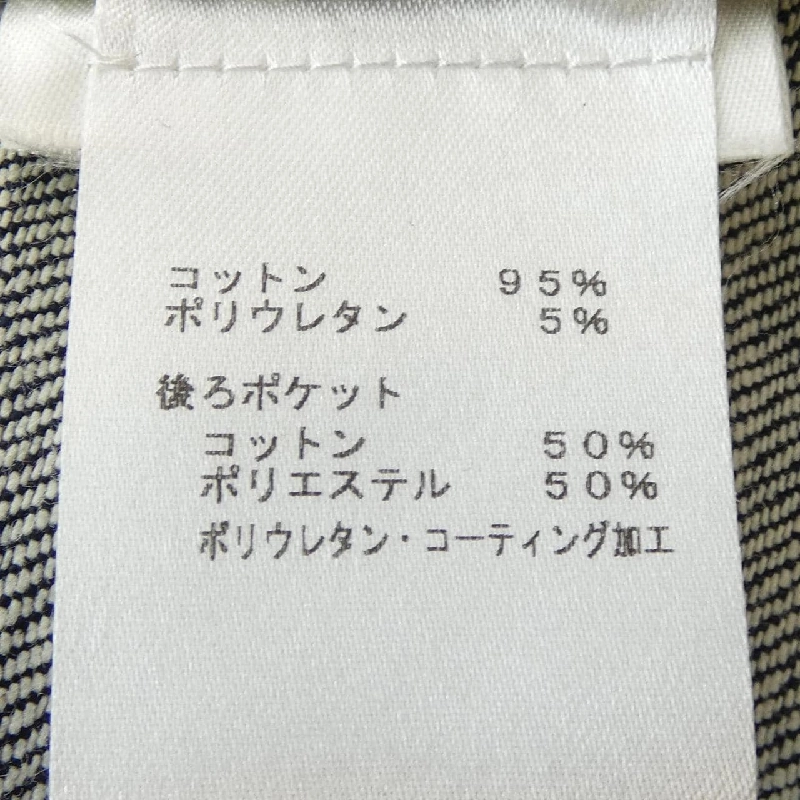 コットン 95%
ポリウレタン 5%
後ろポケット
コットン 50%
ポリエステル 50%
ポリウレタン・コーティング加工